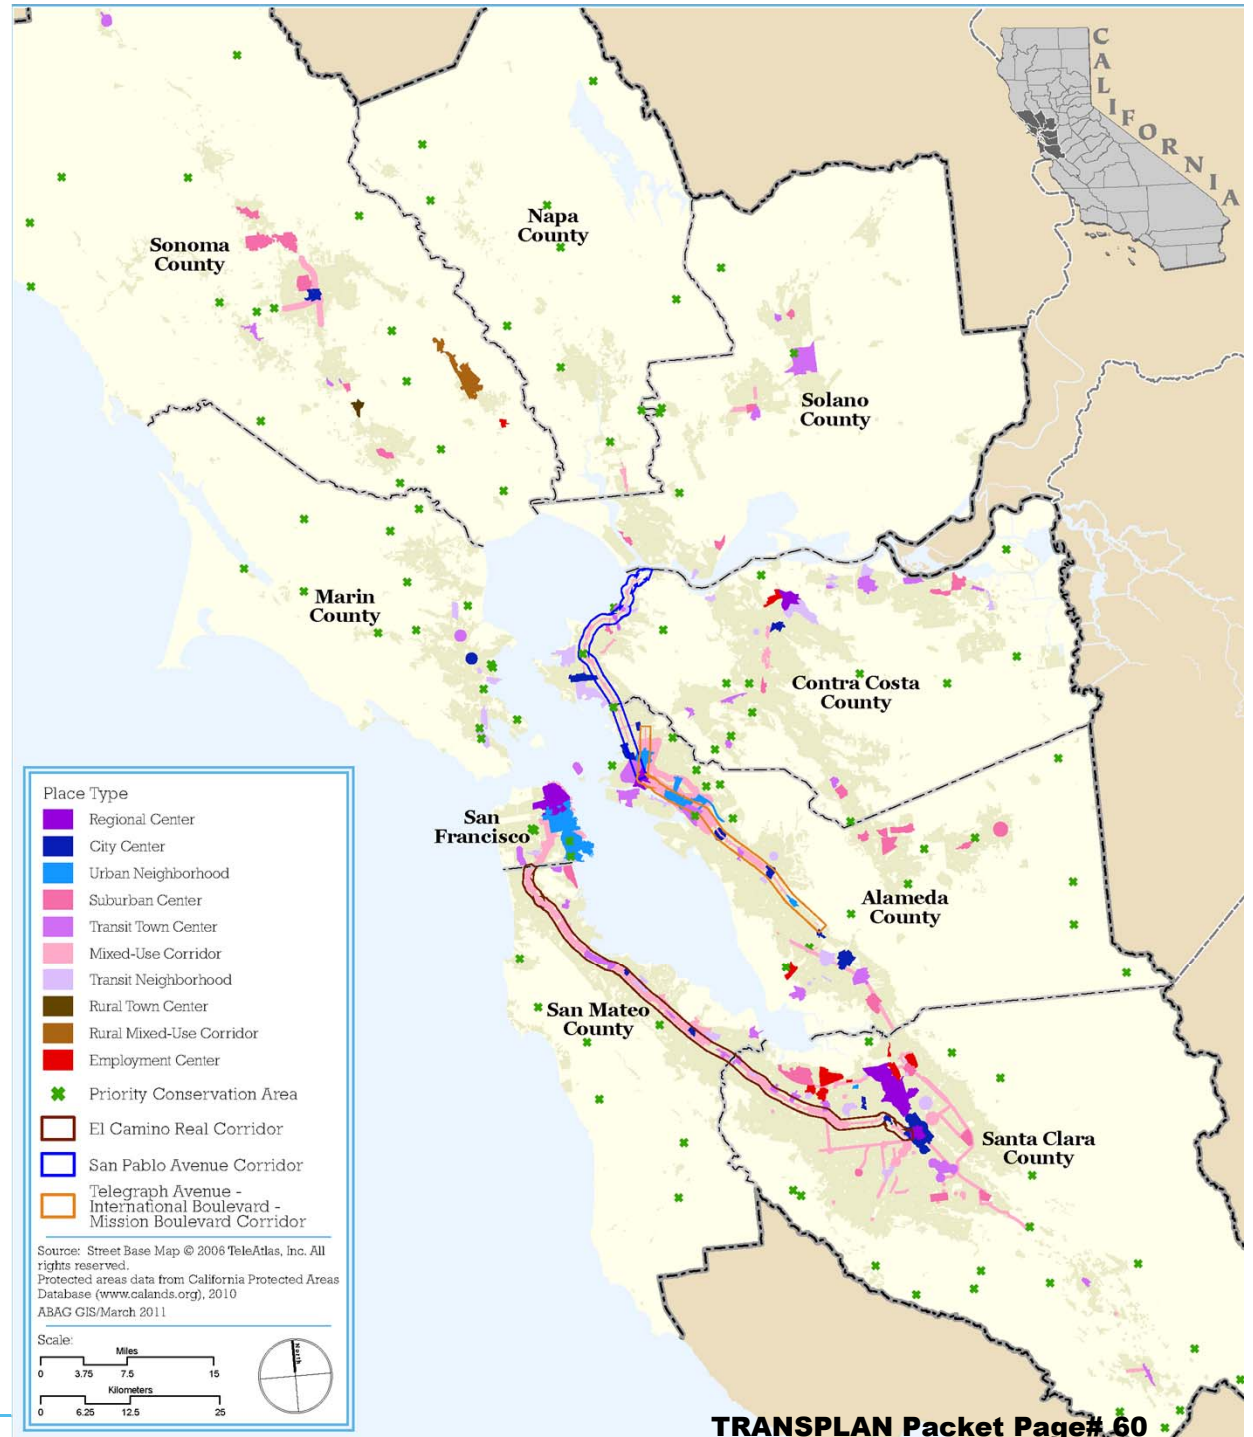 C
A
L
I
F
O
R
N
I
A
Napa
County
Sonoma
County
Solano
County
Marin
County
Contra Costa
County
San
Francisco
Alameda
County
San Mateo
County
Santa Clara
County
Place Type
Regional Center
City Center
Urban Neighborhood
Suburban Center
Transit Town Center
Mixed-Use Corridor
Transit Neighborhood
Rural Town Center
Rural Mixed-Use Corridor
Employment Center
Priority Conservation Area
El Camino Real Corridor
San Pablo Avenue Corridor
Telegraph Avenue -
International Boulevard -
Mission Boulevard Corridor
Source: Street Base Map © 2006 TeleAtlas, Inc. All
rights reserved.
Protected areas data from California Protected Areas
Database (www.calands.org), 2010
ABAG GIS/March 2011
Scale:
Miles
0 3.75 7.5 15
Kilometers
0 6.25 12.5 25
North
TRANSPLAN Packet Page# 60